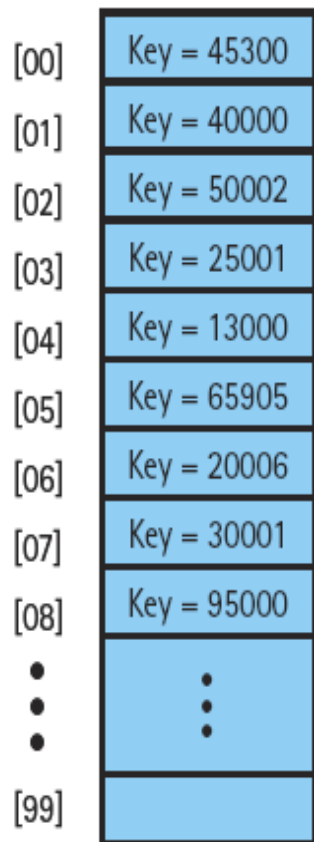 [00] Key = 45300
[01] Key = 40000
[02] Key = 50002
[03] Key = 25001
[04] Key = 13000
[05] Key = 65905
[06] Key = 20006
[07] Key = 30001
[08] Key = 95000
[99]